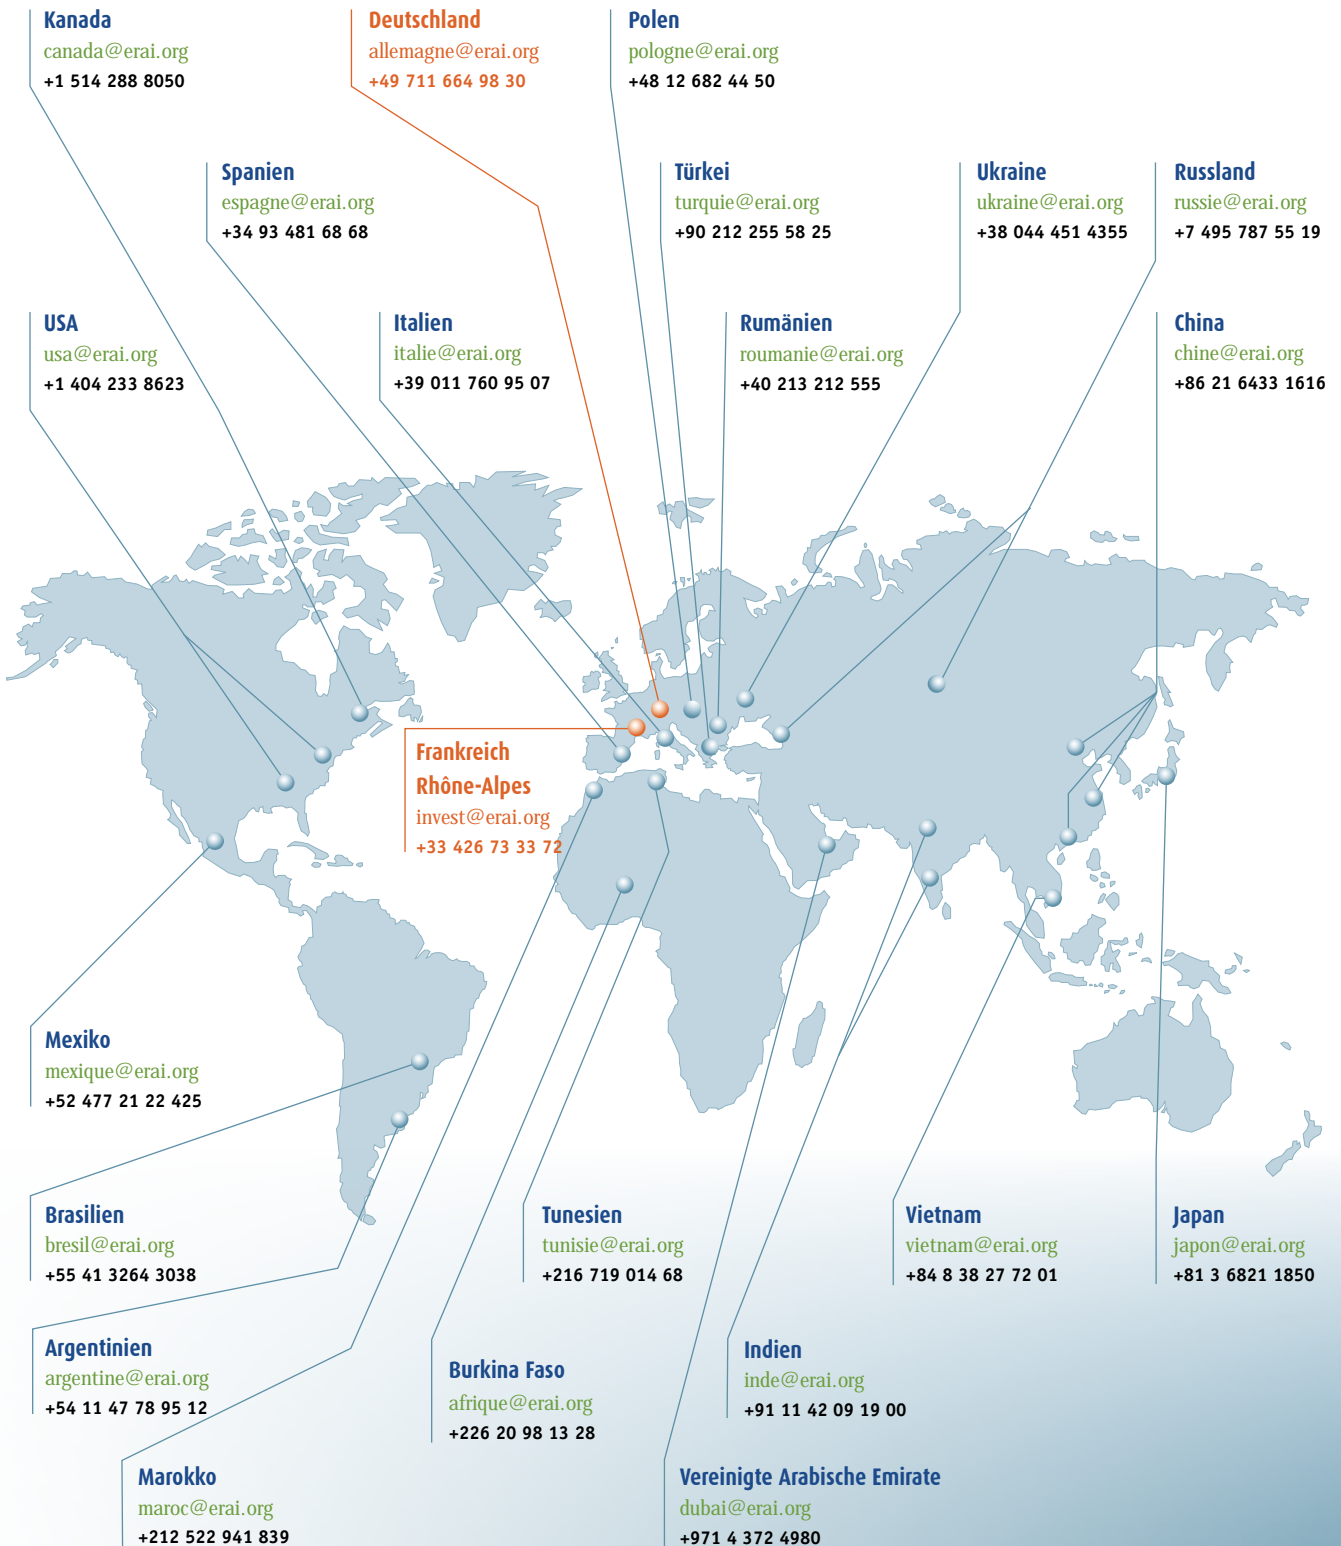 Kanada
canada@erai.org
+1 514 288 8050
Deutschland
allemagne@erai.org
+49 711 664 98 30
Polen
pologne@erai.org
+48 12 682 44 50
Spanien
espagne@erai.org
+34 93 481 68 68
Türkei
turquie@erai.org
+90 212 255 58 25
Ukraine
ukraine@erai.org
+38 044 451 4355
Russland
russie@erai.org
+7 495 787 55 19
USA
usa@erai.org
+1 404 233 8623
Italien
italie@erai.org
+39 011 760 95 07
Rumänien
roumanie@erai.org
+40 213 212 555
China
chine@erai.org
+86 21 6433 1616
Frankreich
Rhône-Alpes
invest@erai.org
+33 426 73 33 72
Mexiko
mexique@erai.org
+52 477 21 22 425
Brasilien
bresil@erai.org
+55 41 3264 3038
Tunesien
tunisie@erai.org
+216 719 014 68
Vietnam
vietnam@erai.org
+84 8 38 27 72 01
Japan
japon@erai.org
+81 3 6821 1850
Argentinien
argentine@erai.org
+54 11 47 78 95 12
Burkina Faso
afrique@erai.org
+226 20 98 13 28
Indien
inde@erai.org
+91 11 42 09 19 00
Marokko
maroc@erai.org
+212 522 941 839
Vereinigte Arabische Emirate
dubai@erai.org
+971 4 372 4980